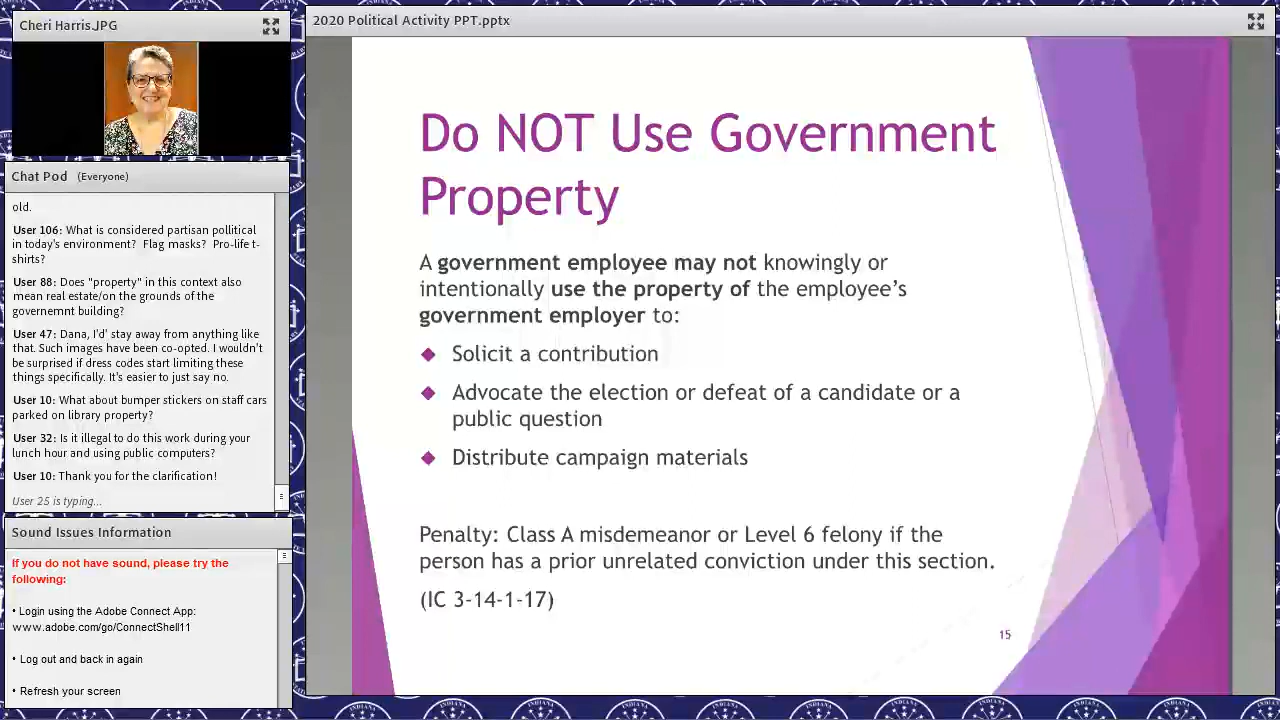 Cheri Harris.JPG
Chat Pod (Everyone)
old.
User 106: What is considered partisan pollitical
in today's environment? Flag masks? Pro-life t-
shirts?
User 88: Does "property" in this context also
mean real estate/on the grounds of the
governemnt building?
User 47: Dana, I'd' stay away from anything like
that. Such images have been co-opted. I wouldn't
be surprised if dress codes start limiting these
things specifically. It's easier to just say no.
User 10: What about bumper stickers on staff cars
parked on library property?
User 32: Is it illegal to do this work during your
lunch hour and using public computers?
User 10: Thank you for the clarification!
User 25 is typing...
Sound Issues Information
If you do not have sound, please try the
following:
• Login using the Adobe Connect App:
www.adobe.com/go/ConnectShell11
• Log out and back in again
• Refresh your screen
2020 Political Activity PPT.pptx
Do NOT Use Government
Property
A government employee may not knowingly or
intentionally use the property of the employee's
government employer to:
Solicit a contribution
Advocate the election or defeat of a candidate or a
public question
Distribute campaign materials
Penalty: Class A misdemeanor or Level 6 felony if the
person has a prior unrelated conviction under this section.
(IC 3-14-1-17)
15